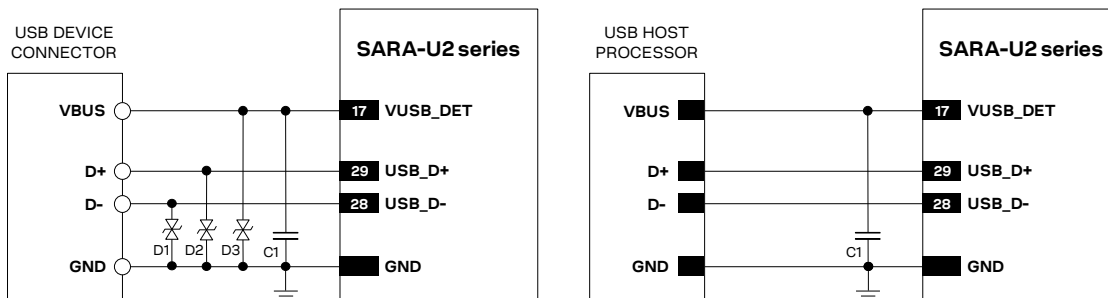 USB DEVICE
CONNECTOR
SARA-U2 series
VBUS
17 VUSB_DET
D+
29 USB_D+
D-
28 USB_D-
D1 D2 D3 C1
GND
GND
USB HOST
PROCESSOR
SARA-U2 series
VBUS
17 VUSB_DET
D+
29 USB_D+
D-
28 USB_D-
C1
GND
GND